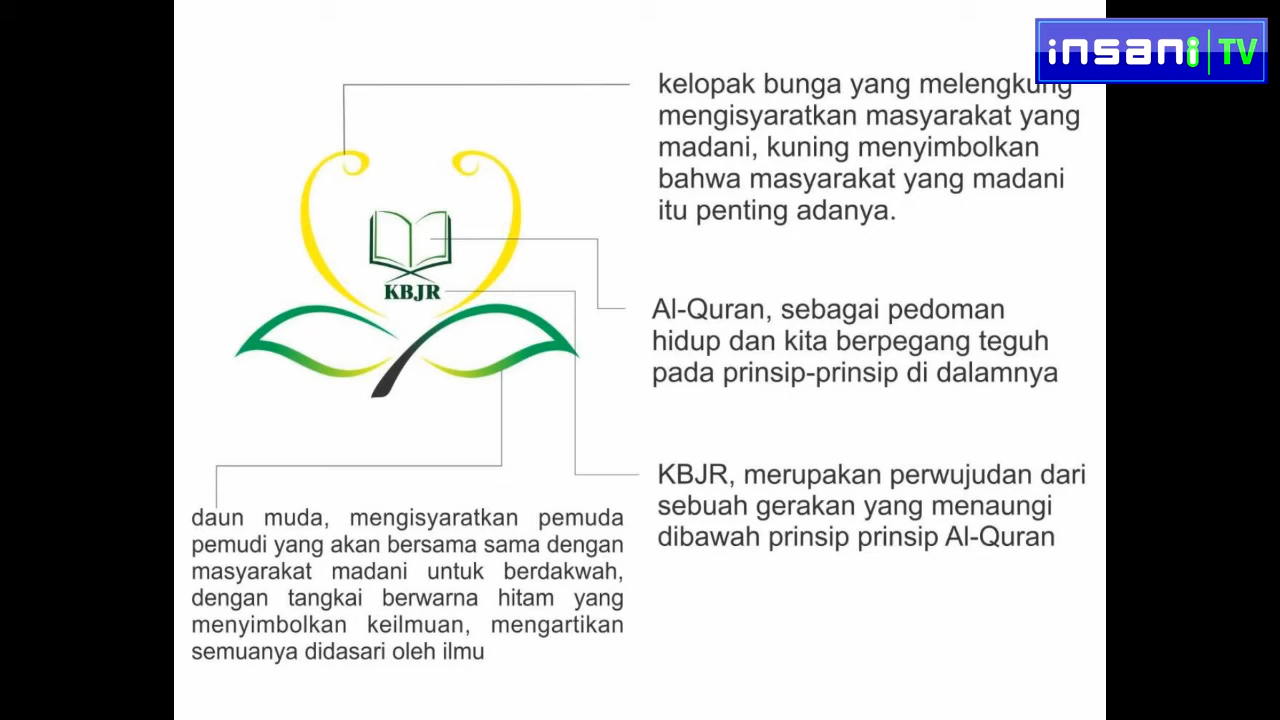 insani TV
kelopak bunga yang melengkung
mengisyaratkan masyarakat yang
madani, kuning menyimbolkan
bahwa masyarakat yang madani
itu penting adanya.
KBJR
Al-Quran, sebagai pedoman
hidup dan kita berpegang teguh
pada prinsip-prinsip di dalamnya
KBJR, merupakan perwujudan dari
sebuah gerakan yang menaungi
dibawah prinsip prinsip Al-Quran
daun muda, mengisyaratkan pemuda
pemudi yang akan bersama sama dengan
masyarakat madani untuk berdakwah,
dengan tangkai berwarna hitam yang
menyimbolkan keilmuan, mengartikan
semuanya didasari oleh ilmu